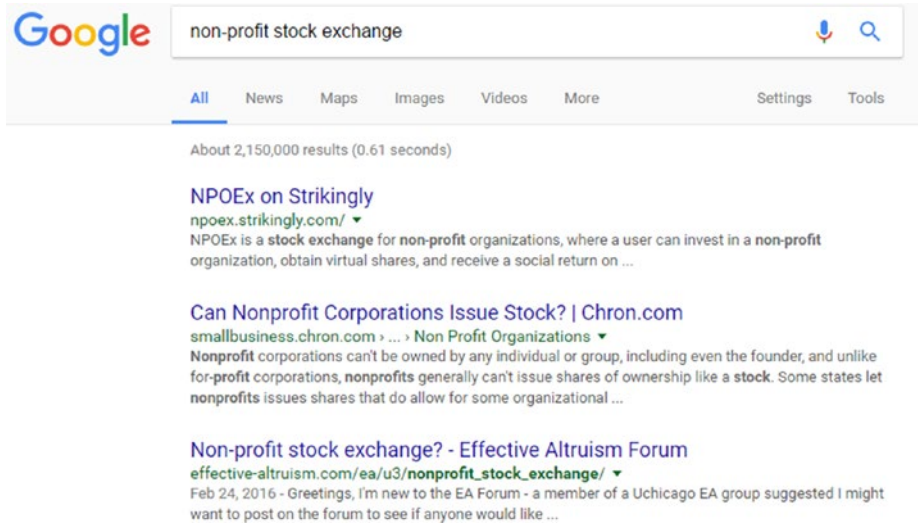 Google
non-profit stock exchange
All News Maps Images Videos More Settings Tools
About 2,150,000 results (0.61 seconds)
NPOEx on Strikingly
npoex.strikingly.com/ ▼
NPOEx is a stock exchange for non-profit organizations, where a user can invest in a non-profit
organization, obtain virtual shares, and receive a social return on ...
Can Nonprofit Corporations Issue Stock? | Chron.com
smallbusiness.chron.com › ... › Non Profit Organizations ▼
Nonprofit corporations can't be owned by any individual or group, including even the founder, and unlike
for-profit corporations, nonprofits generally can't issue shares of ownership like a stock. Some states let
nonprofits issues shares that do allow for some organizational ...
Non-profit stock exchange? - Effective Altruism Forum
effective-altruism.com/ea/u3/nonprofit_stock_exchange/ ▼
Feb 24, 2016 - Greetings, I'm new to the EA Forum - a member of a Uchicago EA group suggested I might
want to post on the forum to see if anyone would like ...